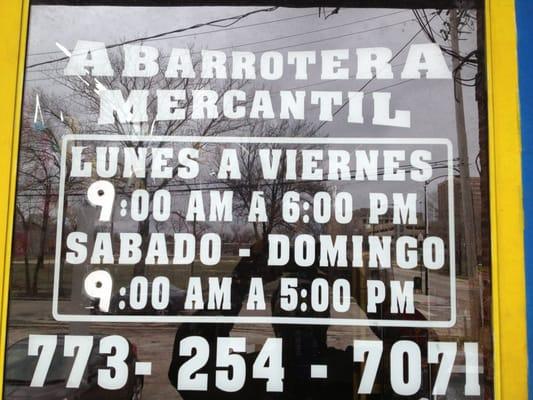 ABARROTERA
MERCANTIL
LUNES A VIERNES
9:00 AM A 6:00 PM
SABADO - DOMINGO
9:00 AM A 5:00 PM
773- 254 - 7071